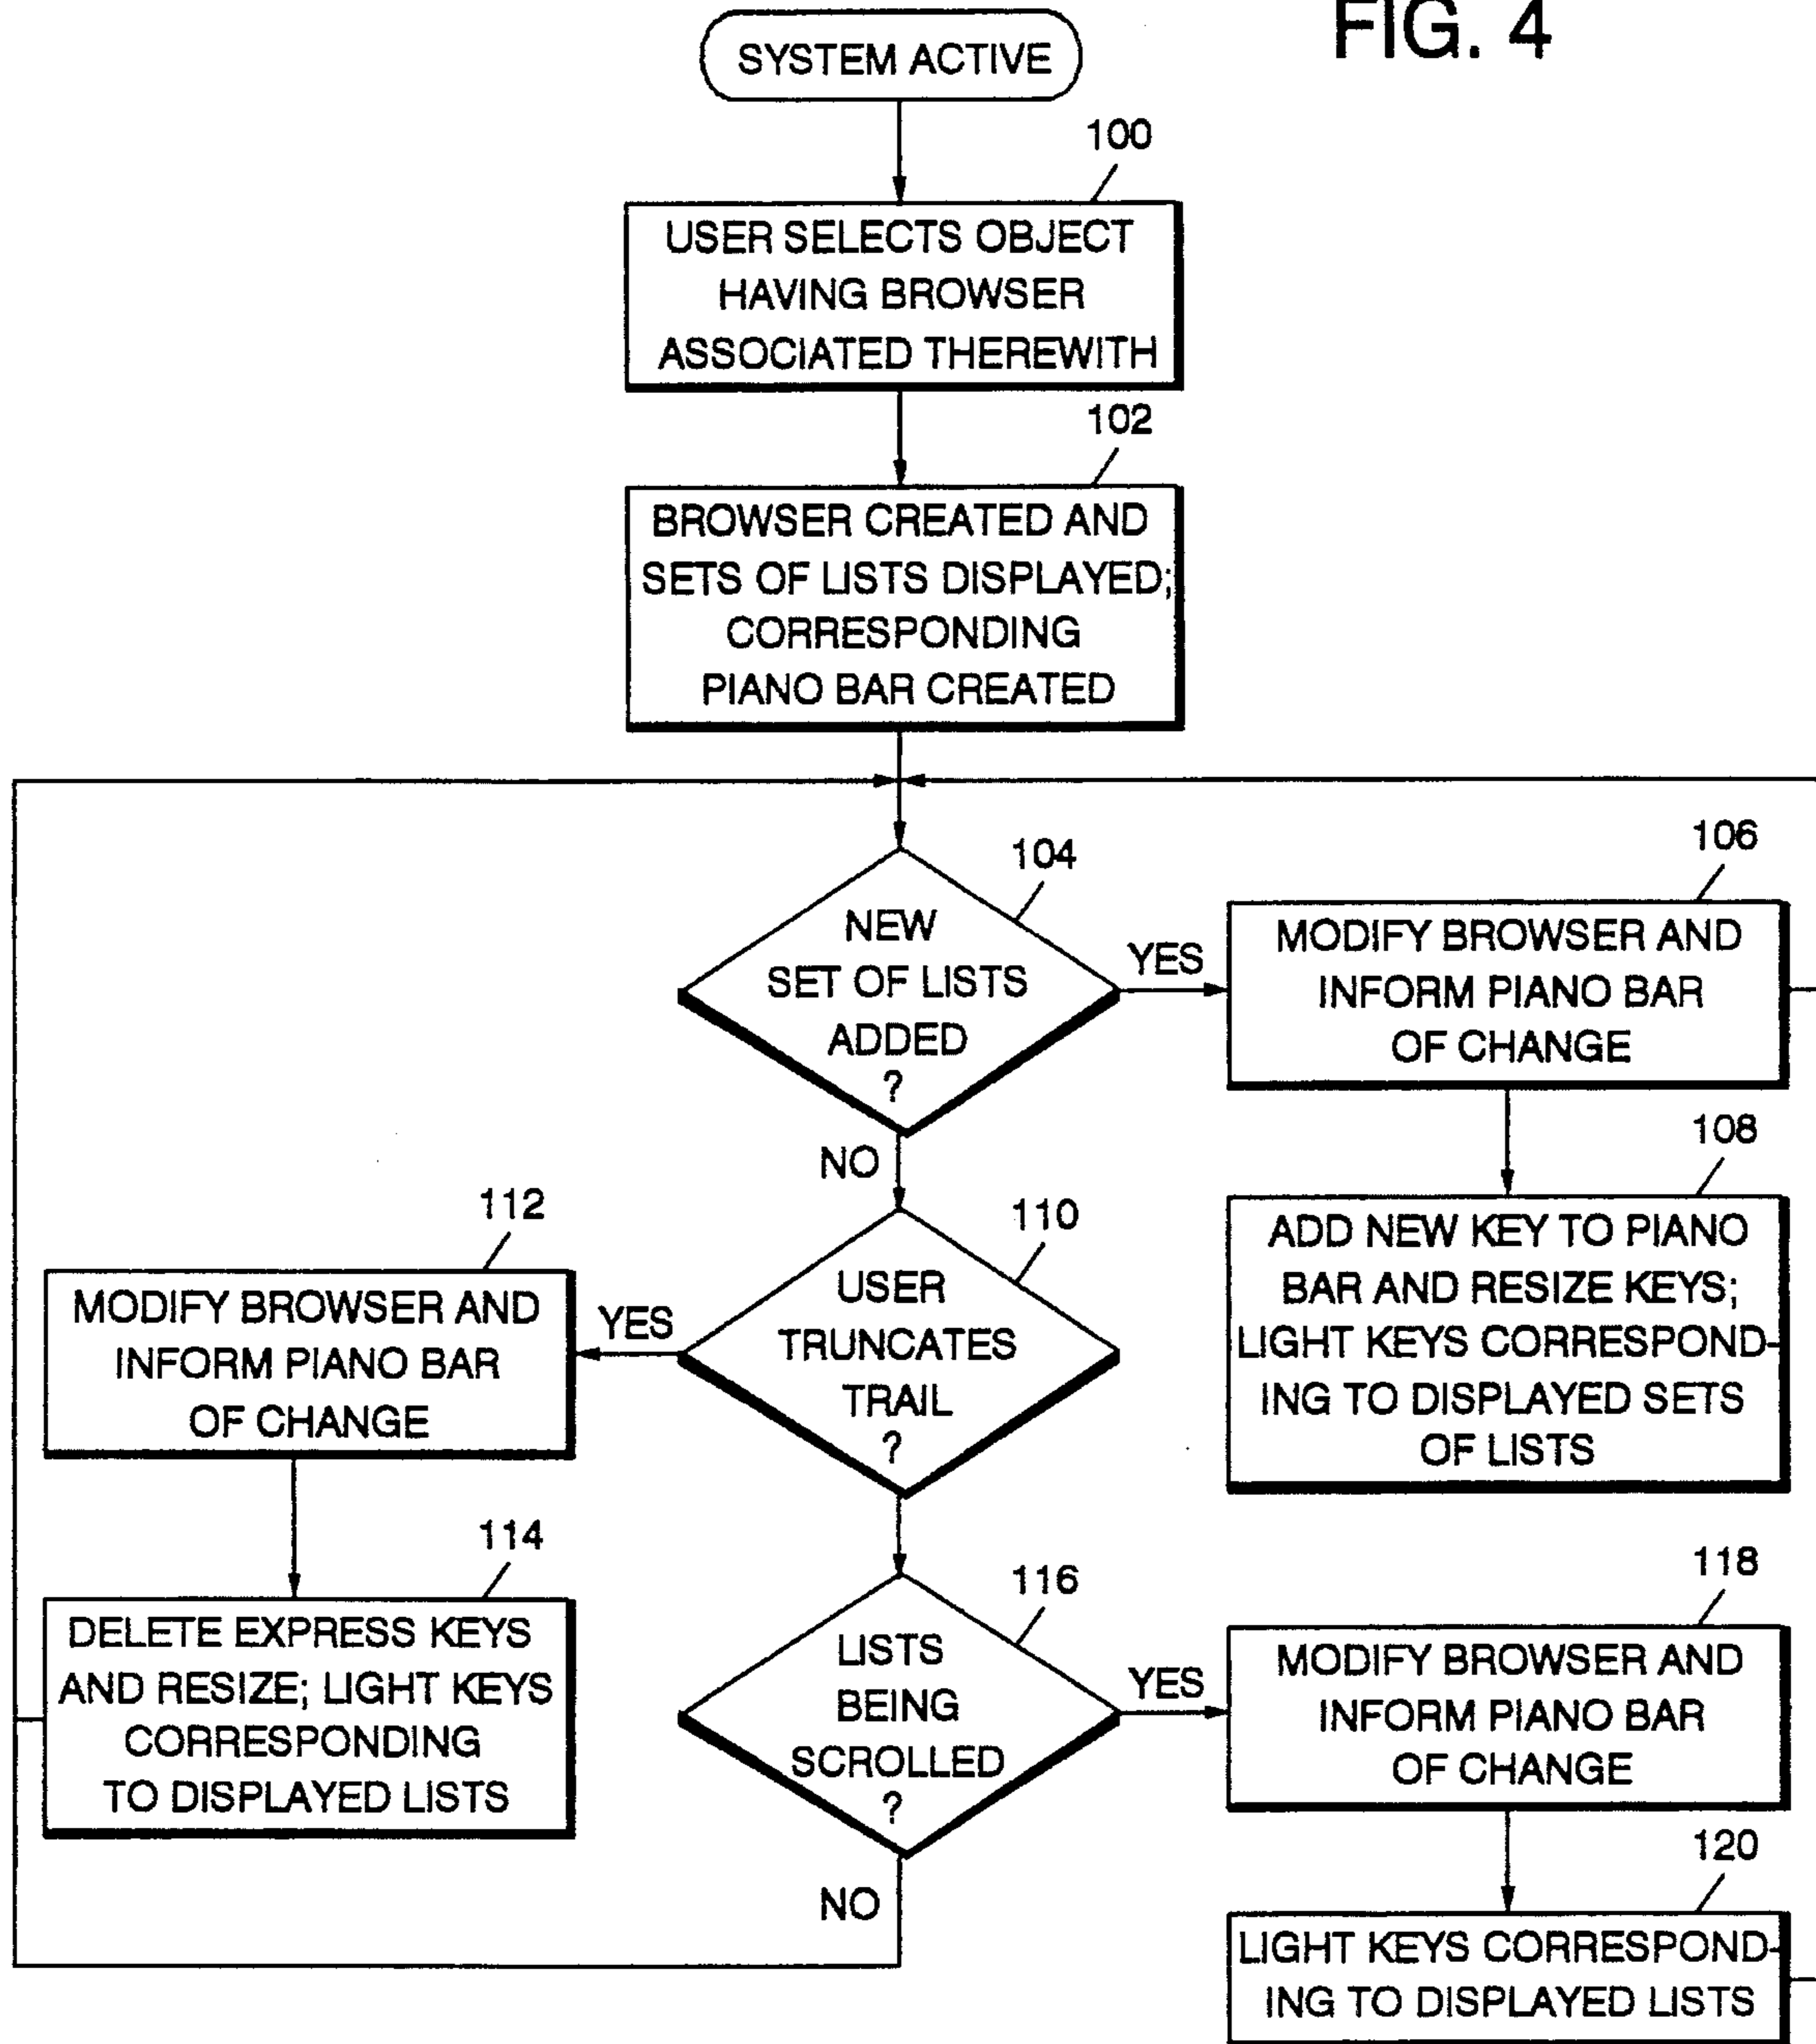 FIG. 4
SYSTEM ACTIVE
100
USER SELECTS OBJECT
HAVING BROWSER
ASSOCIATED THEREWITH
102
BROWSER CREATED AND
SETS OF LISTS DISPLAYED;
CORRESPONDING
PIANO BAR CREATED
104
NEW
SET OF LISTS
ADDED
?
YES
NO
106
MODIFY BROWSER AND
INFORM PIANO BAR
OF CHANGE
108
ADD NEW KEY TO PIANO
BAR AND RESIZE KEYS;
LIGHT KEYS CORRESPOND-
ING TO DISPLAYED SETS
OF LISTS
110
USER
TRUNCATES
TRAIL
?
YES
112
MODIFY BROWSER AND
INFORM PIANO BAR
OF CHANGE
114
DELETE EXPRESS KEYS
AND RESIZE; LIGHT KEYS
CORRESPONDING
TO DISPLAYED LISTS
116
LISTS
BEING
SCROLLED
?
YES
NO
118
MODIFY BROWSER AND
INFORM PIANO BAR
OF CHANGE
120
LIGHT KEYS CORRESPOND-
ING TO DISPLAYED LISTS